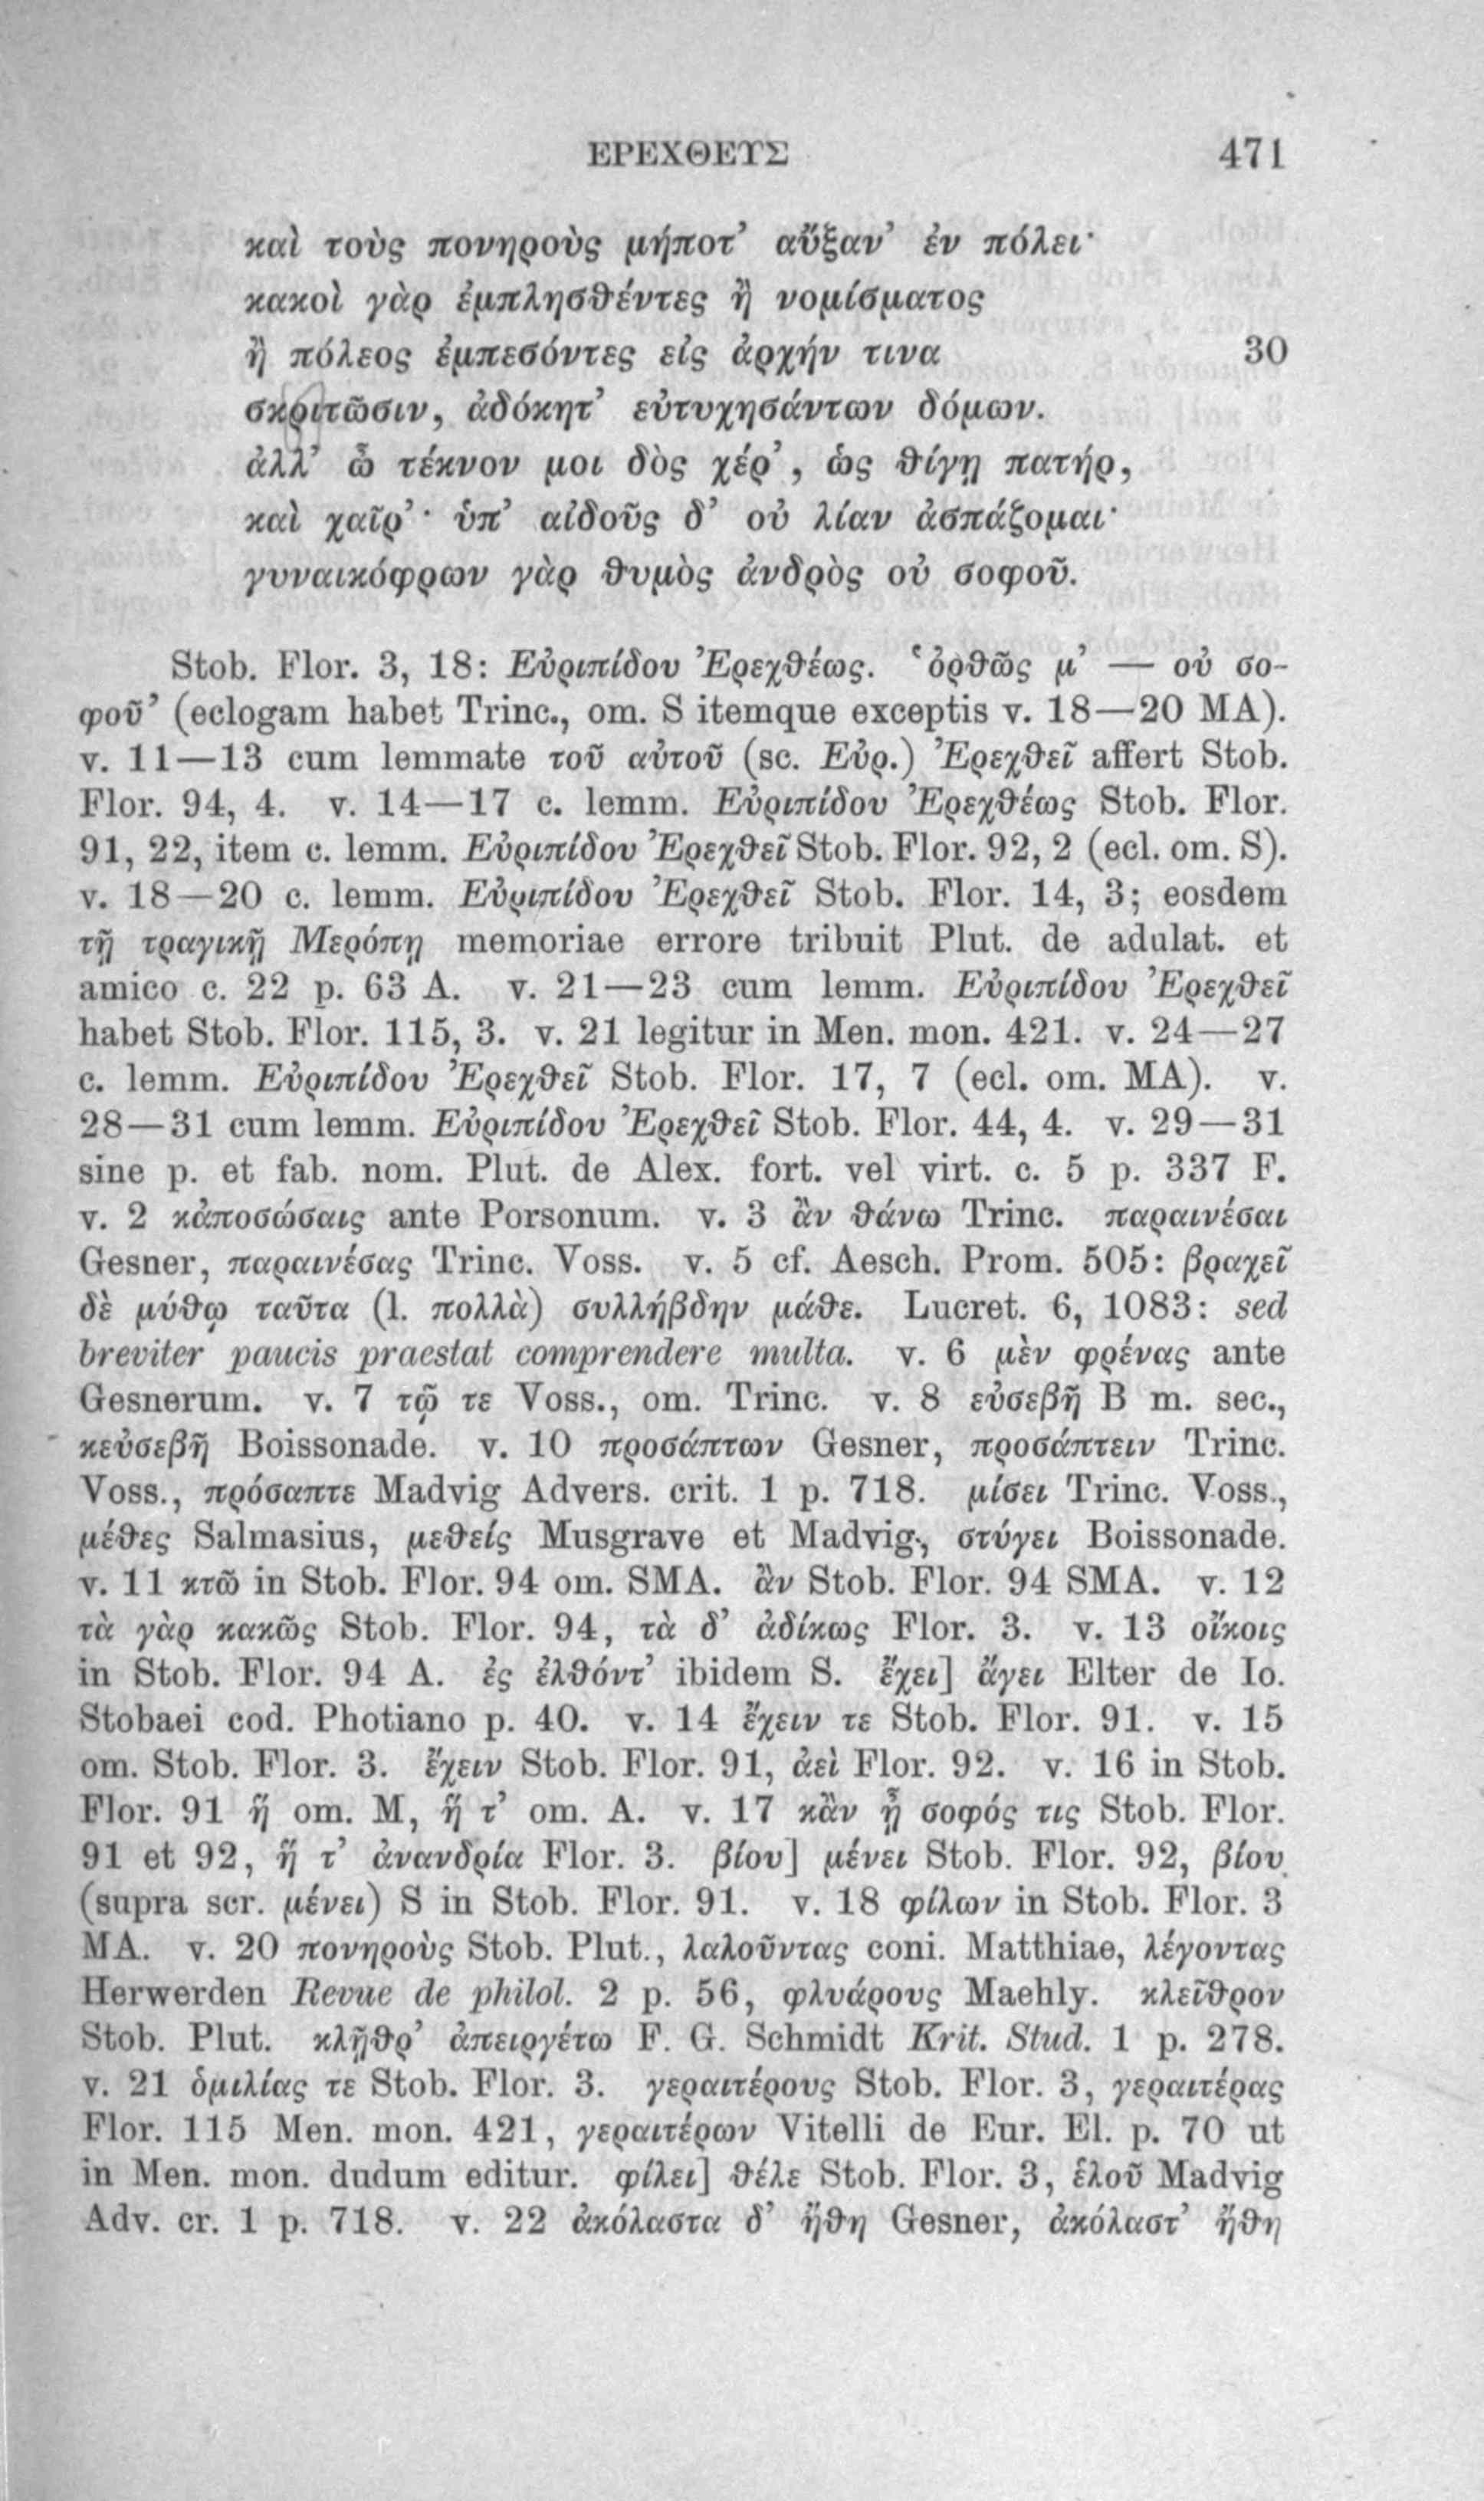 ΕΡΕΧΘΕΥΣ 471
καὶ τοὺς πονηροὺς μήποτ’ αὔξαν’ ἐν πόλει·
κακοὶ γὰρ ἐμπλησθέντες ἢ νομίσματος
ἢ πόλεος ἐμπεσόντες εἰς ἀρχήν τινα 30
σκιρτῶσιν, ἀδόκητ’ εὐτυχησάντων δόμων.
ἀλλ’ ὦ τέκνον μοι δὸς χέρ’, ὡς θίγῃ πατήρ,
καὶ χαῖρ’· ὑπ’ αἰδοῦς δ’ οὐ λίαν ἀσπάζομαι·
γυναικόφρων γὰρ θυμὸς ἀνδρὸς οὐ σοφοῦ.
Stob. Flor. 3, 18: Εὐριπίδου Ἐρεχθέως. ‘ὀρθῶς μ’ — οὐ σο-
φοῦ’ (eclogam habet Trinc., om. S itemque exceptis v. 18—20 MA).
v. 11—13 cum lemmate τοῦ αὐτοῦ (sc. Εὐρ.) Ἐρεχθεῖ affert Stob.
Flor. 94, 4. v. 14—17 c. lemm. Εὐριπίδου Ἐρεχθέως Stob. Flor.
91, 22, item c. lemm. Εὐριπίδου Ἐρεχθεῖ Stob. Flor. 92, 2 (ecl. om. S).
v. 18—20 c. lemm. Εὐριπίδου Ἐρεχθεῖ Stob. Flor. 14, 3; eosdem
τῇ τραγικῇ Μερόπῃ memoriae errore tribuit Plut. de adulat. et
amico c. 22 p. 63 A. v. 21—23 cum lemm. Εὐριπίδου Ἐρεχθεῖ
habet Stob. Flor. 115, 3. v. 21 legitur in Men. mon. 421. v. 24—27
c. lemm. Εὐριπίδου Ἐρεχθεῖ Stob. Flor. 17, 7 (ecl. om. MA). v.
28—31 cum lemm. Εὐριπίδου Ἐρεχθεῖ Stob. Flor. 44, 4. v. 29—31
sine p. et fab. nom. Plut. de Alex. fort. vel virt. c. 5 p. 337 F.
v. 2 κἀποσώσαις ante Porsonum. v. 3 ἂν θάνω Trinc. παραινέσαι
Gesner, παραινέσας Trinc. Voss. v. 5 cf. Aesch. Prom. 505: βραχεῖ
δὲ μύθῳ ταῦτα (l. πολλὰ) συλλήβδην μάθε. Lucret. 6, 1083: sed
breviter paucis praestat comprendere multa. v. 6 μὲν φρένας ante
Gesnerum. v. 7 τῷ τε Voss., om. Trinc. v. 8 εὐσεβῆ B m. sec.,
κεὐσεβῆ Boissonade. v. 10 προσάπτων Gesner, προσάπτειν Trinc.
Voss., πρόσαπτε Madvig Advers. crit. 1 p. 718. μίσει Trinc. Voss.,
μέθες Salmasius, μεθείς Musgrave et Madvig, στύγει Boissonade.
v. 11 κτῶ in Stob. Flor. 94 om. SMA. ἂν Stob. Flor. 94 SMA. v. 12
τὰ γὰρ κακῶς Stob. Flor. 94, τὰ δ’ ἀδίκως Flor. 3. v. 13 οἴκοις
in Stob. Flor. 94 A. ἐς ἐλθόντ’ ibidem S. ἔχει] ἄγει Elter de Io.
Stobaei cod. Photiano p. 40. v. 14 ἔχειν τε Stob. Flor. 91. v. 15
om. Stob. Flor. 3. ἔχειν Stob. Flor. 91, ἀεὶ Flor. 92. v. 16 in Stob.
Flor. 91 ἥ om. M, ἥ τ’ om. A. v. 17 κἂν ᾖ σοφός τις Stob. Flor.
91 et 92, ἥ τ’ ἀνανδρία Flor. 3. βίου] μένει Stob. Flor. 92, βίου
(supra scr. μένει) S in Stob. Flor. 91. v. 18 φίλων in Stob. Flor. 3
MA. v. 20 πονηροὺς Stob. Plut., λαλοῦντας coni. Matthiae, λέγοντας
Herwerden Revue de philol. 2 p. 56, φλυάρους Maehly. κλεῖθρον
Stob. Plut. κλῇθρ’ ἀπειργέτω F. G. Schmidt Krit. Stud. 1 p. 278.
v. 21 ὁμιλίας τε Stob. Flor. 3. γεραιτέρους Stob. Flor. 3, γεραιτέρας
Flor. 115 Men. mon. 421, γεραιτέρων Vitelli de Eur. El. p. 70 ut
in Men. mon. dudum editur. φίλει] θέλε Stob. Flor. 3, ἑλοῦ Madvig
Adv. cr. 1 p. 718. v. 22 ἀκόλαστα δ’ ἤθη Gesner, ἀκόλαστ’ ἤθη